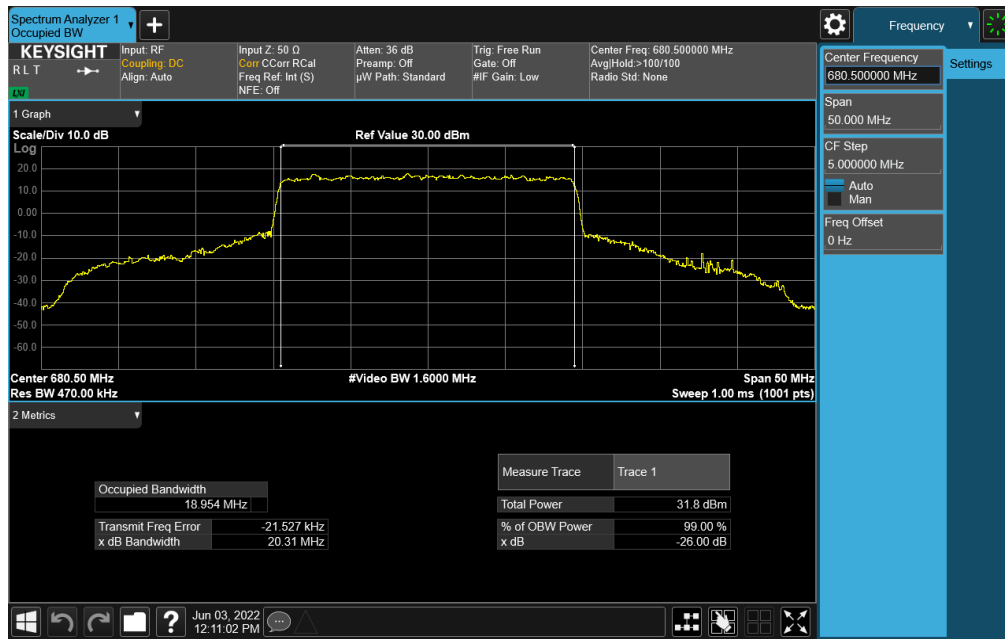 Spectrum Analyzer 1
Occupied BW
Frequency
KEYSIGHT
R L T
LXI
Input: RF
Coupling: DC
Align: Auto
Input Z: 50 Ω
Corr CCorr RCal
Freq Ref: Int (S)
NFE: Off
Atten: 36 dB
Preamp: Off
µW Path: Standard
Trig: Free Run
Gate: Off
#IF Gain: Low
Center Freq: 680.500000 MHz
Avg|Hold:>100/100
Radio Std: None
Center Frequency
680.500000 MHz
Settings
Span
50.000 MHz
CF Step
5.000000 MHz
Auto
Man
Freq Offset
0 Hz
1 Graph
Scale/Div 10.0 dB
Ref Value 30.00 dBm
Log
20.0
10.0
0.00
-10.0
-20.0
-30.0
-40.0
-50.0
-60.0
Center 680.50 MHz
#Video BW 1.6000 MHz
Span 50 MHz
Res BW 470.00 kHz
Sweep 1.00 ms (1001 pts)
2 Metrics
Measure Trace Trace 1
Occupied Bandwidth
18.954 MHz
Total Power 31.8 dBm
Transmit Freq Error -21.527 kHz
% of OBW Power 99.00 %
x dB Bandwidth 20.31 MHz
x dB -26.00 dB
Jun 03, 2022
12:11:02 PM